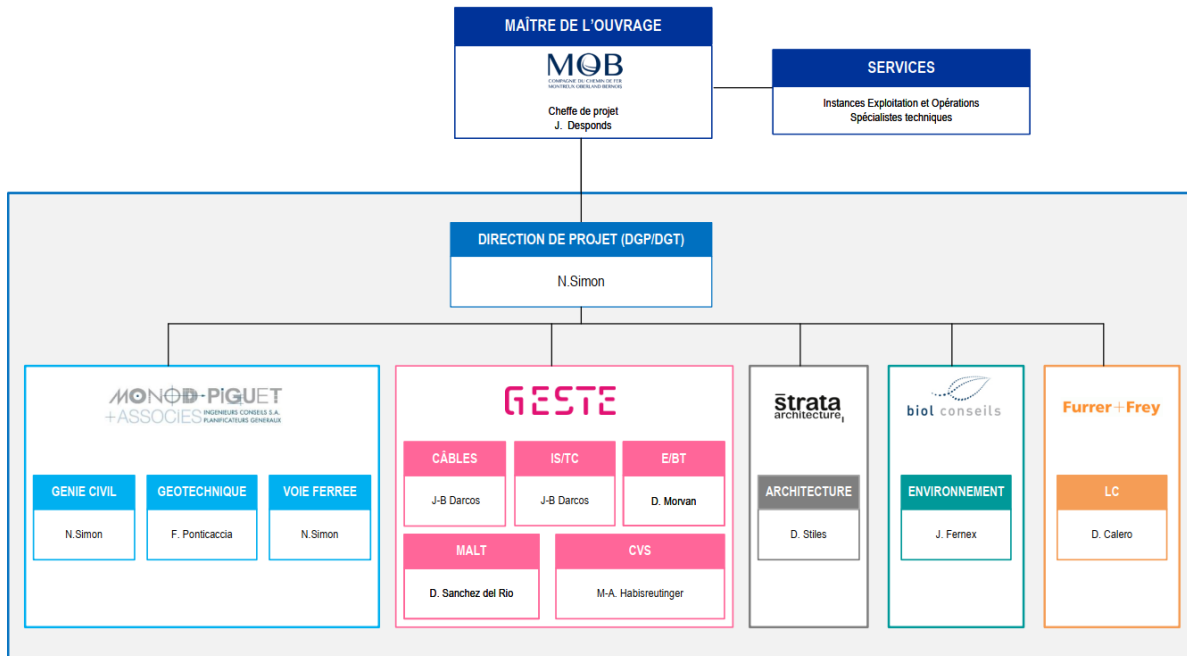 MAÎTRE DE L'OUVRAGE
MOB
COMPAGNIE DU CHEMIN DE FER
MONTREUX OBERLAND BERNOIS
Cheffe de projet
J. Desponds
SERVICES
Instances Exploitation et Opérations
Spécialistes techniques
DIRECTION DE PROJET (DGP/DGT)
N.Simon
MONOD-PIGUET
+ASSOCIES INGENIEURS CONSEILS S.A.
PLANIFICATEURS GENERAUX
GENIE CIVIL
N.Simon
GEOTECHNIQUE
F. Ponticaccia
VOIE FERREE
N.Simon
GESTE
CÂBLES
J-B Darcos
IS/TC
J-B Darcos
E/BT
D. Morvan
MALT
D. Sanchez del Rio
CVS
M-A. Habisreutinger
strata
architecture
ARCHITECTURE
D. Stiles
biol conseils
ENVIRONNEMENT
J. Fernex
Furrer+Frey
LC
D. Calero